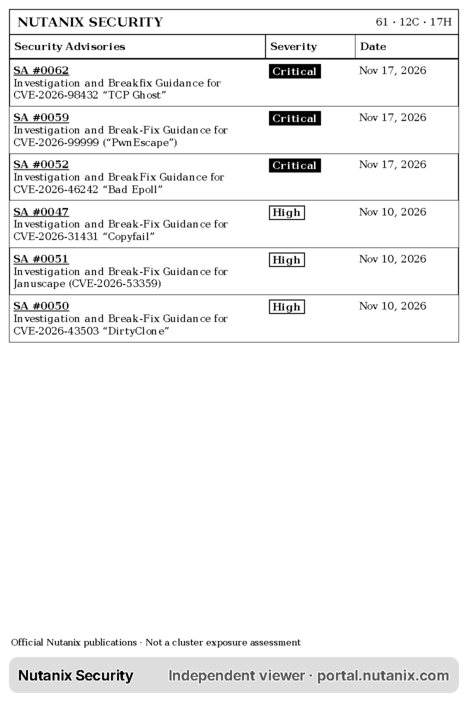 NUTANIX SECURITY 61 · 12C · 17H
Security Advisories Severity Date
SA #0062 Critical Nov 17, 2026
Investigation and Breakfix Guidance for
CVE-2026-98432 “TCP Ghost”
SA #0059 Critical Nov 17, 2026
Investigation and Break-Fix Guidance for
CVE-2026-99999 (“PwnEscape”)
SA #0052 Critical Nov 17, 2026
Investigation and BreakFix Guidance for
CVE-2026-46242 “Bad Epoll”
SA #0047 High Nov 10, 2026
Investigation and Break-Fix Guidance for
CVE-2026-31431 “Copyfail”
SA #0051 High Nov 10, 2026
Investigation and Break-Fix Guidance for
Januscape (CVE-2026-53359)
SA #0050 High Nov 10, 2026
Investigation and Break-Fix Guidance for
CVE-2026-43503 “DirtyClone”
Official Nutanix publications · Not a cluster exposure assessment
Nutanix Security Independent viewer · portal.nutanix.com